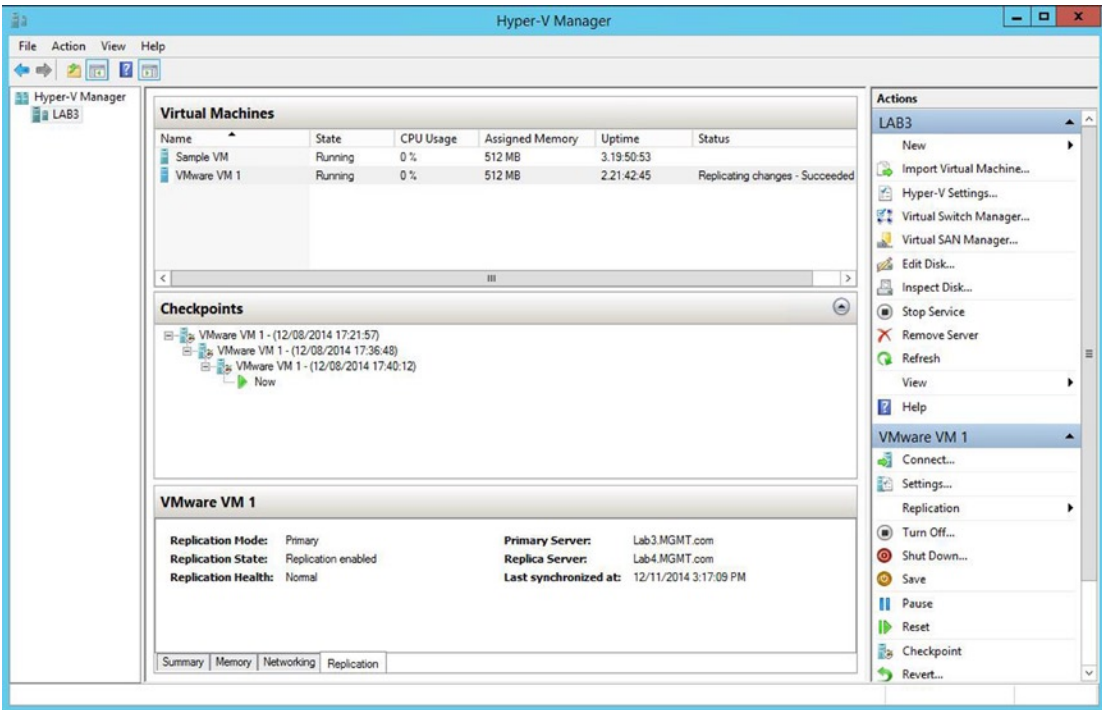 Hyper-V Manager
File Action View Help
Hyper-V Manager
LAB3
Virtual Machines
Name State CPU Usage Assigned Memory Uptime Status
Sample VM Running 0 % 512 MB 3.19:50:53
VMware VM 1 Running 0 % 512 MB 2.21:42:45 Replicating changes - Succeeded
Checkpoints
VMware VM 1 - (12/08/2014 17:21:57)
VMware VM 1 - (12/08/2014 17:36:48)
VMware VM 1 - (12/08/2014 17:40:12)
Now
VMware VM 1
Replication Mode: Primary Primary Server: Lab3.MGMT.com
Replication State: Replication enabled Replica Server: Lab4.MGMT.com
Replication Health: Normal Last synchronized at: 12/11/2014 3:17:09 PM
Summary Memory Networking Replication
Actions
LAB3
New
Import Virtual Machine...
Hyper-V Settings...
Virtual Switch Manager...
Virtual SAN Manager...
Edit Disk...
Inspect Disk...
Stop Service
Remove Server
Refresh
View
Help
VMware VM 1
Connect...
Settings...
Replication
Turn Off...
Shut Down...
Save
Pause
Reset
Checkpoint
Revert...